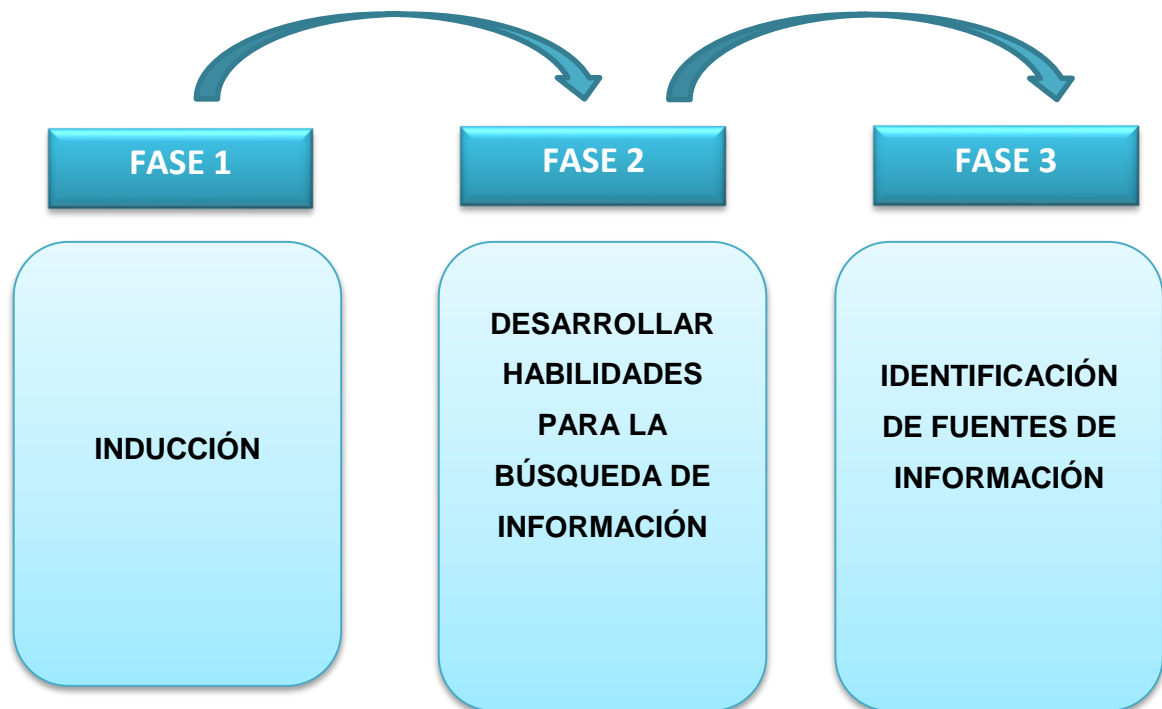 FASE 1
FASE 2
FASE 3
INDUCCIÓN
DESARROLLAR
HABILIDADES
PARA LA
BÚSQUEDA DE
INFORMACIÓN
IDENTIFICACIÓN
DE FUENTES DE
INFORMACIÓN